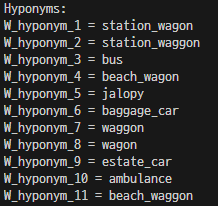 Hyponyms:
W_hyponym_1 = station_wagon
W_hyponym_2 = station_waggon
W_hyponym_3 = bus
W_hyponym_4 = beach_wagon
W_hyponym_5 = jalopy
W_hyponym_6 = baggage_car
W_hyponym_7 = waggon
W_hyponym_8 = wagon
W_hyponym_9 = estate_car
W_hyponym_10 = ambulance
W_hyponym_11 = beach_waggon